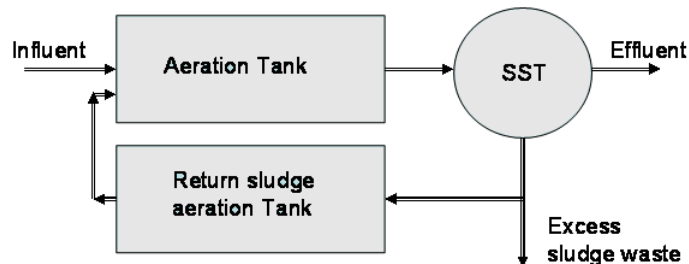 Influent
Aeration Tank
SST
Effluent
Return sludge
aeration Tank
Excess
sludge waste